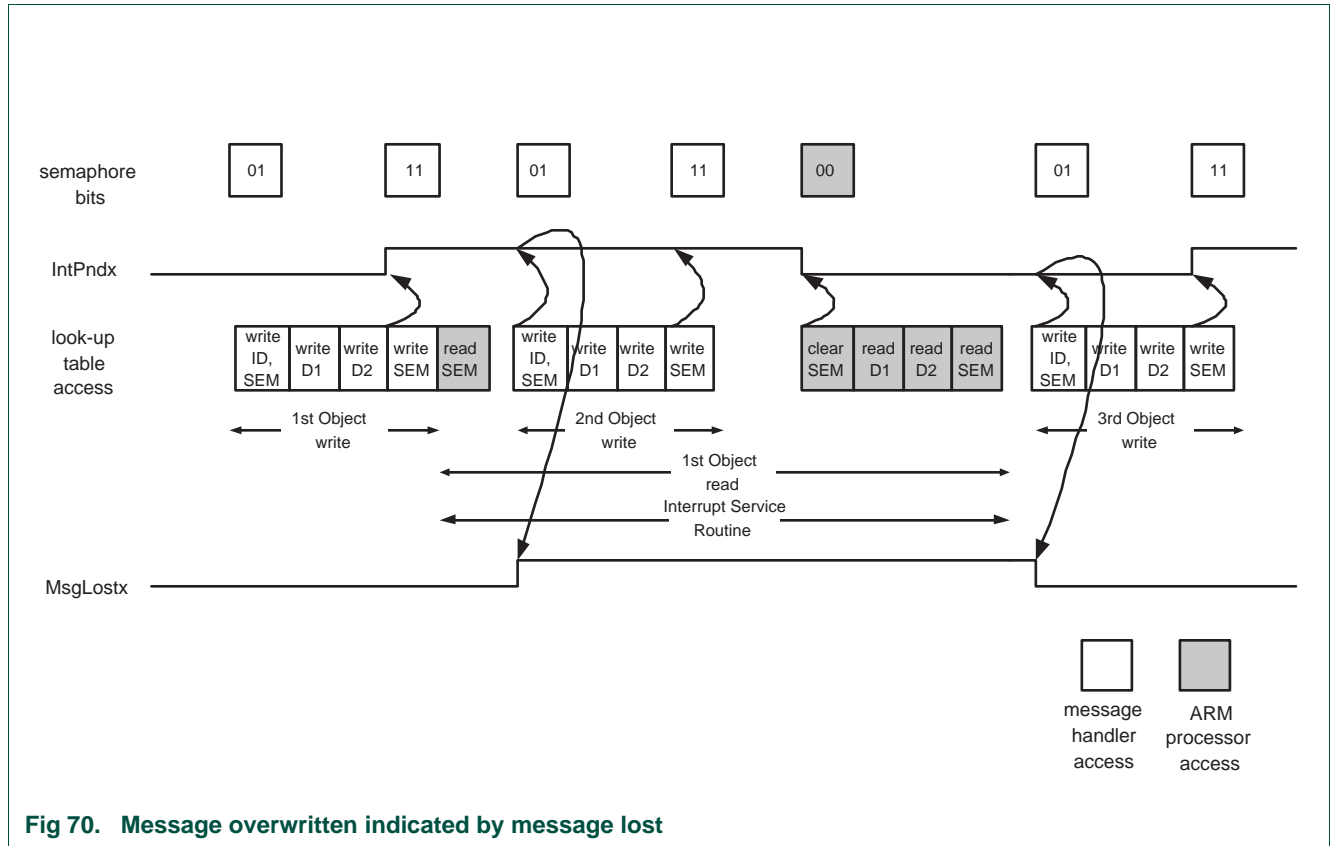 semaphore
bits
01
11
01
11
00
01
11
IntPndx
look-up
table
access
write
ID,
SEM
write
D1
write
D2
write
SEM
read
SEM
write
ID,
SEM
write
D1
write
D2
write
SEM
clear
SEM
read
D1
read
D2
read
SEM
write
ID,
SEM
write
D1
write
D2
write
SEM
1st Object
write
2nd Object
write
3rd Object
write
1st Object
read
Interrupt Service
Routine
MsgLostx
message
handler
access
ARM
processor
access
Fig 70. Message overwritten indicated by message lost